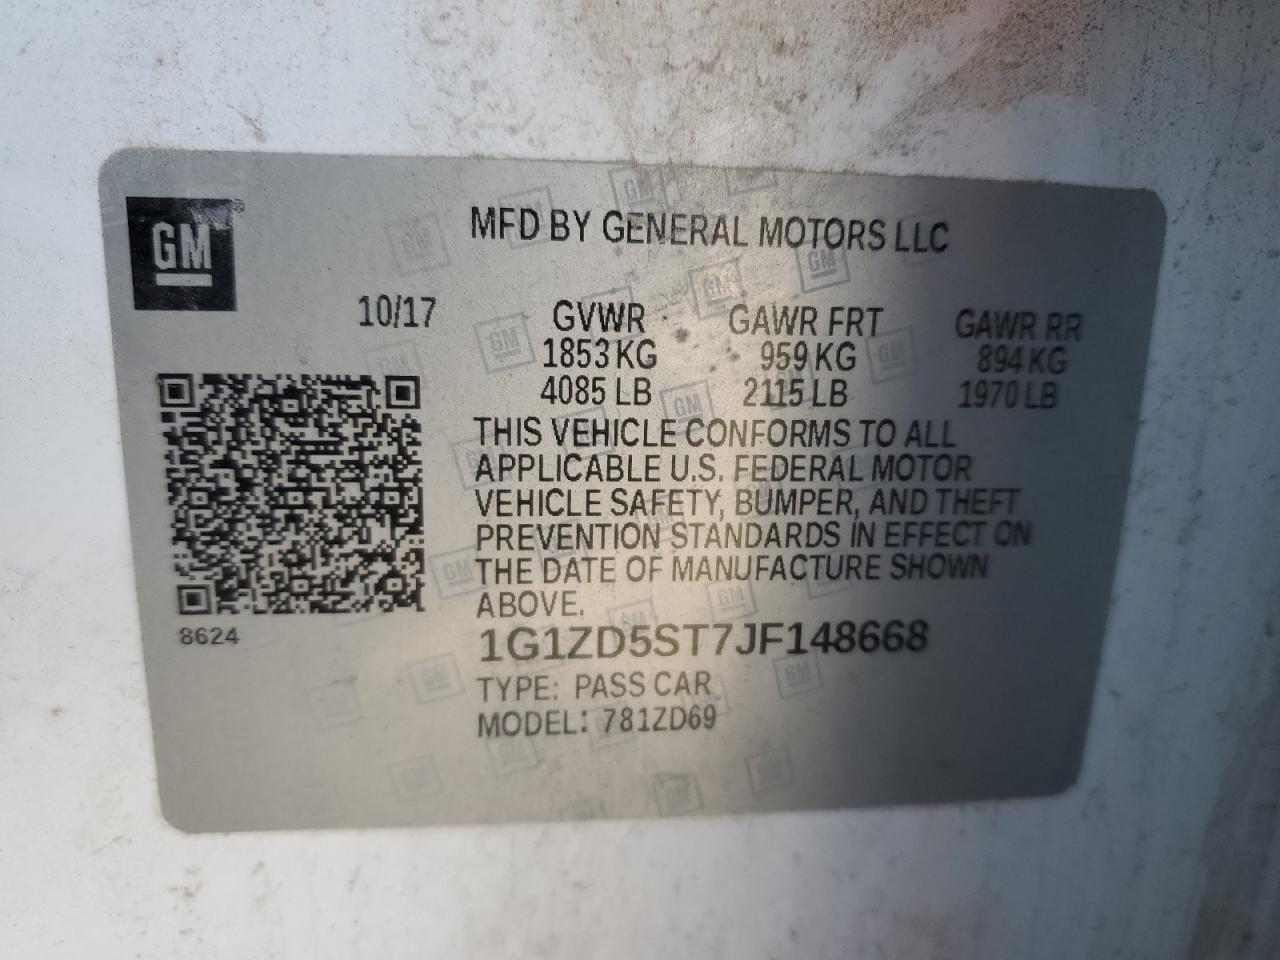 GM
MFD BY GENERAL MOTORS LLC
10/17 GVWR GAWR FRT GAWR RR
1853 KG 959 KG 894 KG
4085 LB 2115 LB 1970 LB
THIS VEHICLE CONFORMS TO ALL
APPLICABLE U.S. FEDERAL MOTOR
VEHICLE SAFETY, BUMPER, AND THEFT
PREVENTION STANDARDS IN EFFECT ON
THE DATE OF MANUFACTURE SHOWN
ABOVE.
8624
1G1ZD5ST7JF148668
TYPE: PASS CAR
MODEL: 781ZD69